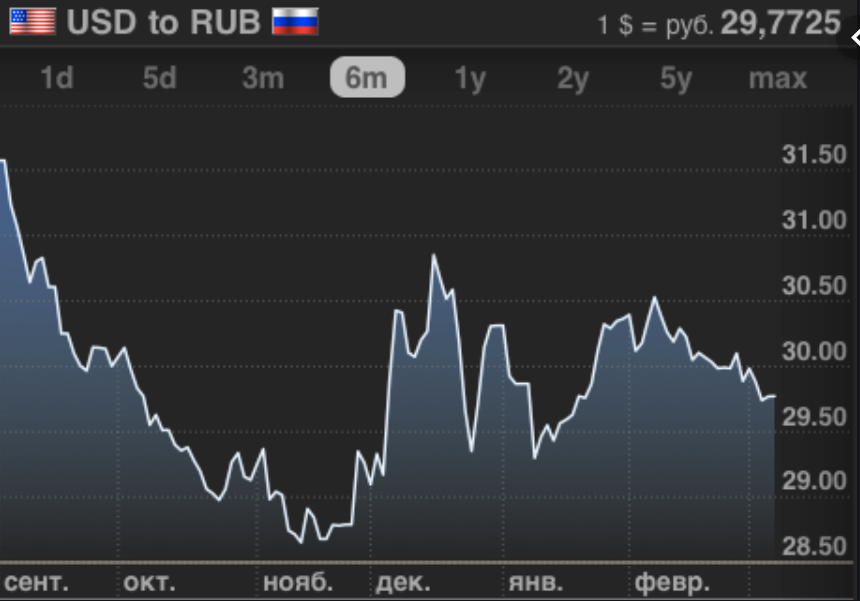 USD to RUB 1 $ = руб. 29,7725
1d 5d 3m 6m 1y 2y 5y max
31.50
31.00
30.50
30.00
29.50
29.00
28.50
сент. окт. нояб. дек. янв. февр.